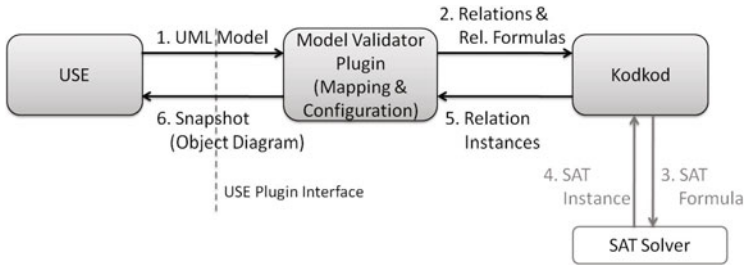 USE
1. UML Model
6. Snapshot
(Object Diagram)
USE Plugin Interface
Model Validator
Plugin
(Mapping &
Configuration)
2. Relations &
Rel. Formulas
5. Relation
Instances
Kodkod
4. SAT
Instance
3. SAT
Formula
SAT Solver